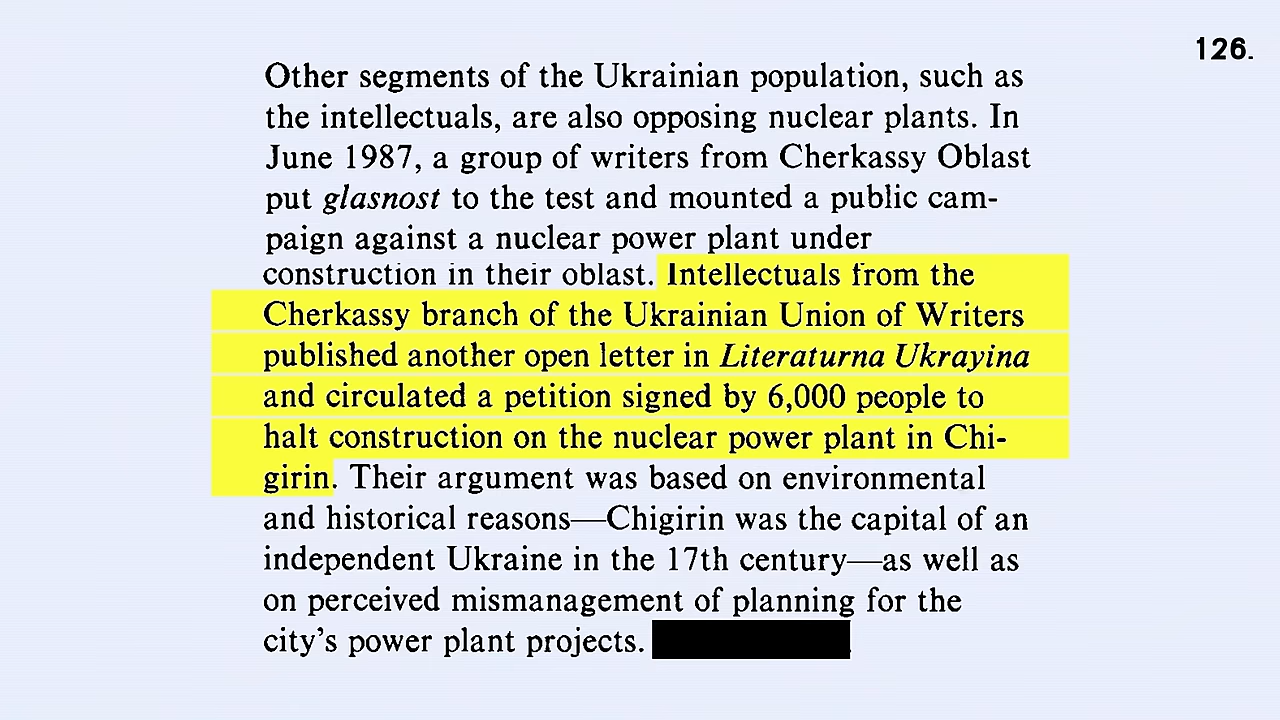 126.
Other segments of the Ukrainian population, such as
the intellectuals, are also opposing nuclear plants. In
June 1987, a group of writers from Cherkassy Oblast
put glasnost to the test and mounted a public cam-
paign against a nuclear power plant under
construction in their oblast. Intellectuals from the
Cherkassy branch of the Ukrainian Union of Writers
published another open letter in Literaturna Ukrayina
and circulated a petition signed by 6,000 people to
halt construction on the nuclear power plant in Chi-
girin. Their argument was based on environmental
and historical reasons—Chigirin was the capital of an
independent Ukraine in the 17th century—as well as
on perceived mismanagement of planning for the
city's power plant projects.